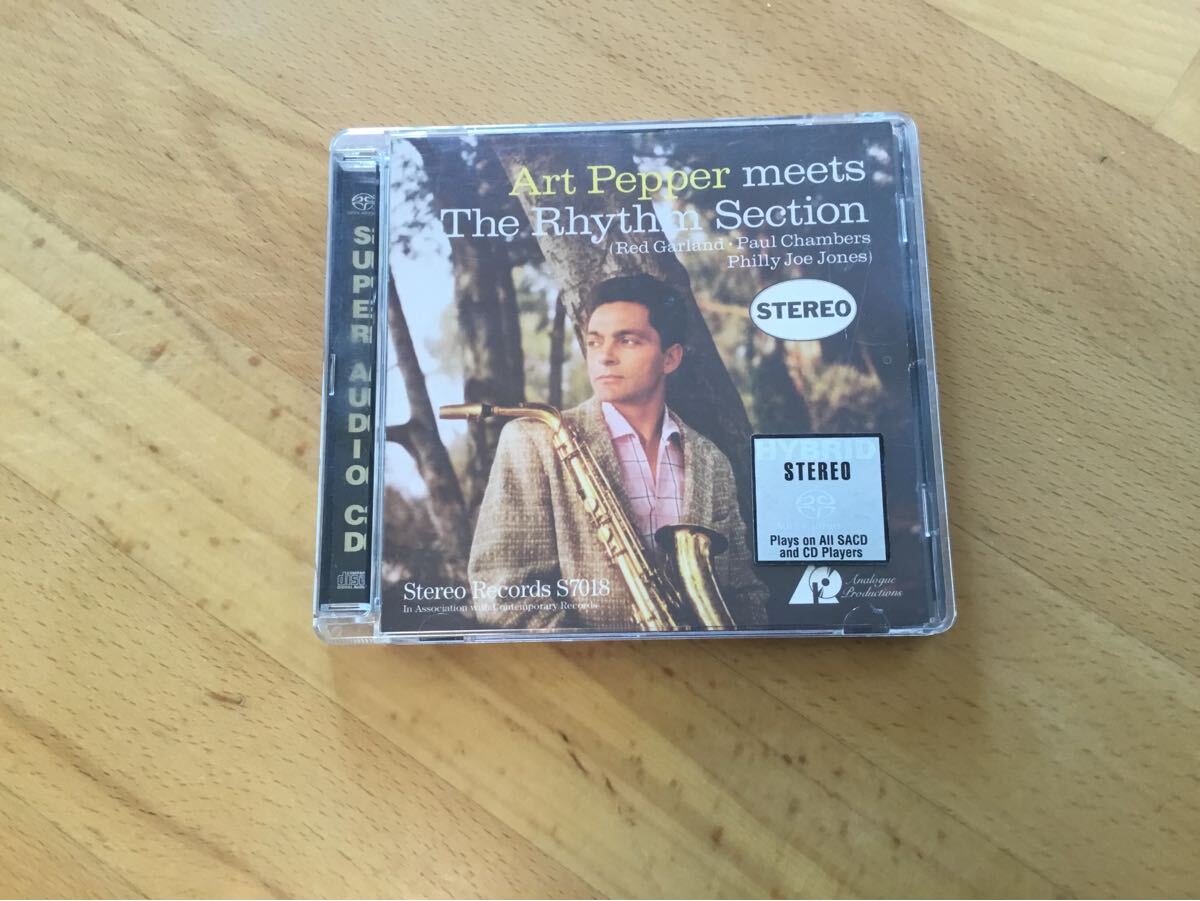 Art Pepper meets
The Rhythm Section
(Red Garland · Paul Chambers
Philly Joe Jones)
STEREO
SUPER AUDIO CD
HYBRID
STEREO
Plays on All SACD
and CD Players
Analogue
Productions
Stereo Records S7018
In Association with Contemporary Records
disc